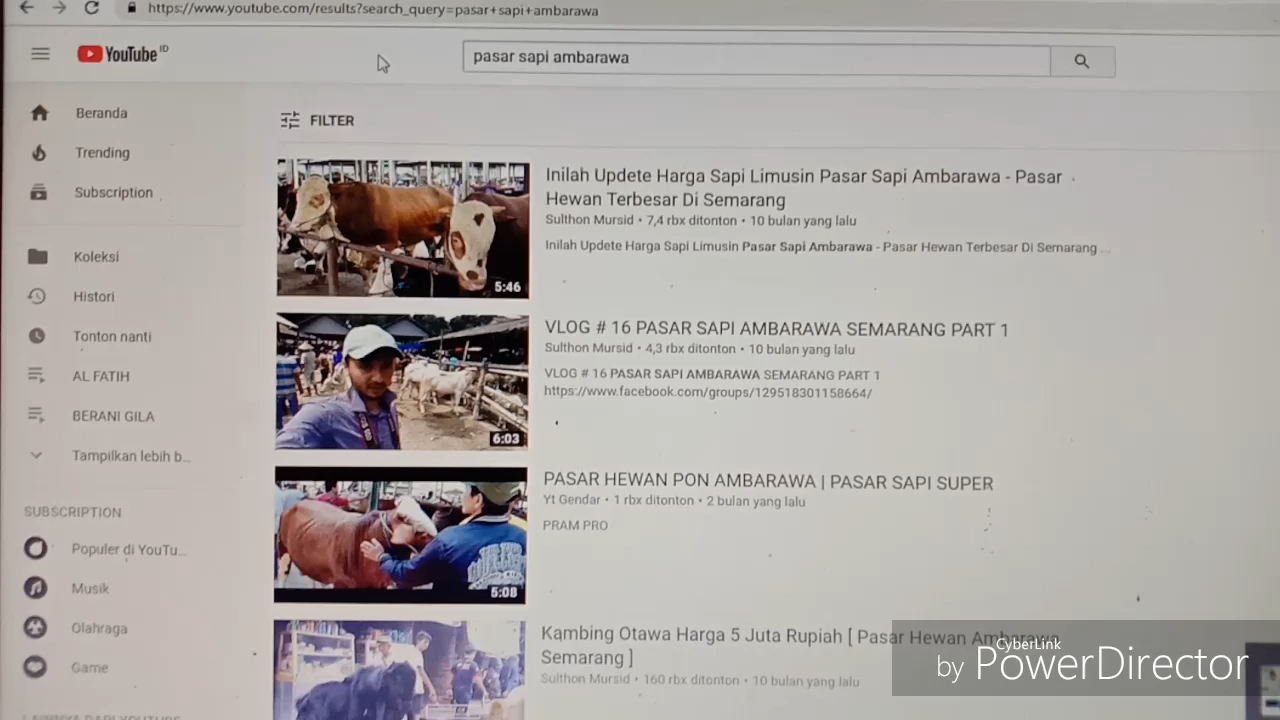 https://www.youtube.com/results?search_query=pasar+sapi+ambarawa
YouTube ID
pasar sapi ambarawa
Beranda
Trending
Subscription
Koleksi
Histori
Tonton nanti
AL FATIH
BERANI GILA
Tampilkan lebih b...
SUBSCRIPTION
Populer di YouTu...
Musik
Olahraga
Game
FILTER
5:46
Inilah Updete Harga Sapi Limusin Pasar Sapi Ambarawa - Pasar
Hewan Terbesar Di Semarang
Sulthon Mursid • 7,4 rbx ditonton • 10 bulan yang lalu
Inilah Updete Harga Sapi Limusin Pasar Sapi Ambarawa - Pasar Hewan Terbesar Di Semarang ...
6:03
VLOG # 16 PASAR SAPI AMBARAWA SEMARANG PART 1
Sulthon Mursid • 4,3 rbx ditonton • 10 bulan yang lalu
VLOG # 16 PASAR SAPI AMBARAWA SEMARANG PART 1
https://www.facebook.com/groups/129518301158664/
5:08
PASAR HEWAN PON AMBARAWA | PASAR SAPI SUPER
Yt Gendar • 1 rbx ditonton • 2 bulan yang lalu
PRAM PRO
Kambing Otawa Harga 5 Juta Rupiah [ Pasar Hewan Ambarawa
Semarang ]
Sulthon Mursid • 160 rbx ditonton • 10 bulan yang lalu
CyberLink
by PowerDirector